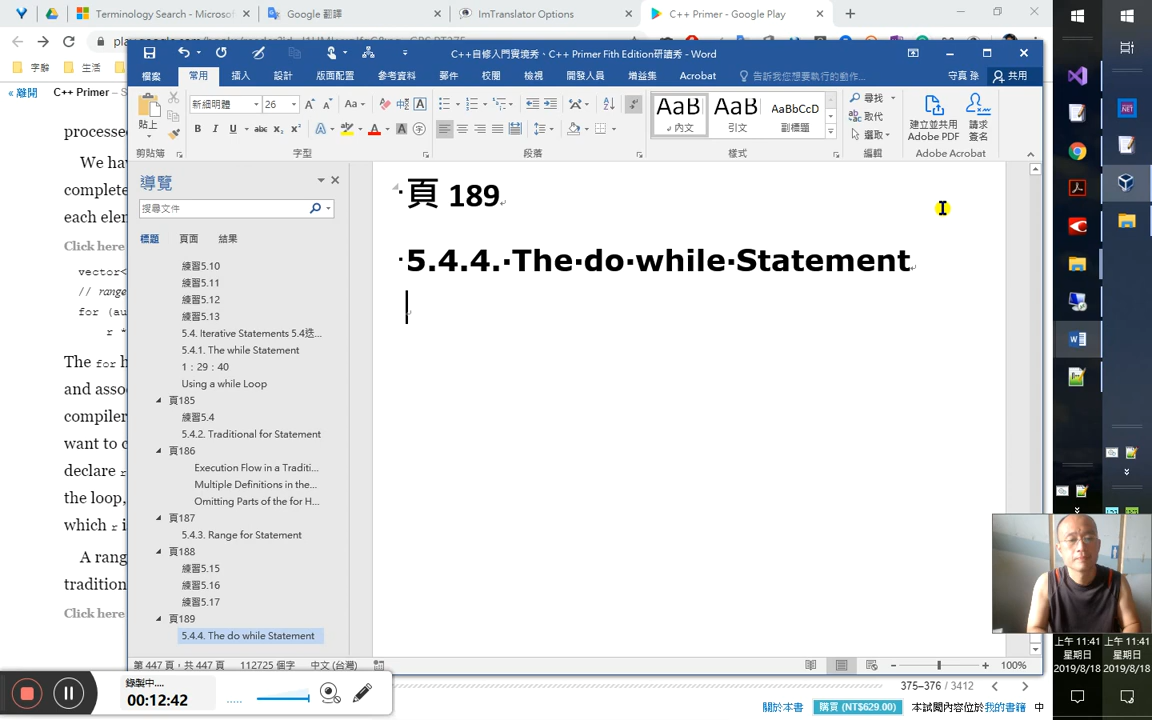 Terminology Search - Microsof
Google 翻譯
ImTranslator Options
C++ Primer - Google Play
字辭
生活
« 離開
C++ Primer
processed
We hav
complete
each elem
Click here
vector<
// range
for (au
r *
The for h
and asso
compiler
want to c
declare r
the loop,
which r i
A rang
tradition
Click here
C++自修入門實境秀、C++ Primer Fith Edition研讀秀 - Word
檔案
常用
插入
設計
版面配置
參考資料
郵件
校閱
檢視
開發人員
增益集
Acrobat
告訴我您想要執行的動作...
守真 孫
共用
貼上
新細明體
26
Aa
B I U abc x₂ x²
AaB
AaB
AaBbCcD
內文
引文
副標題
尋找
取代
選取
建立並共用
Adobe PDF
請求
簽名
剪貼簿
字型
段落
樣式
編輯
Adobe Acrobat
導覽
搜尋文件
標題
頁面
結果
練習5.10
練習5.11
練習5.12
練習5.13
5.4. Iterative Statements 5.4迭...
5.4.1. The while Statement
1：29：40
Using a while Loop
頁185
練習5.4
5.4.2. Traditional for Statement
頁186
Execution Flow in a Traditi...
Multiple Definitions in the...
Omitting Parts of the for H...
頁187
5.4.3. Range for Statement
頁188
練習5.15
練習5.16
練習5.17
頁189
5.4.4. The do while Statement
頁 189
5.4.4. The do while Statement
第 447 頁，共 447 頁
112725 個字
中文 (台灣)
100%
錄製中....
00:12:42
375–376 / 3412
關於本書
購買 (NT$629.00)
本試閱內容位於我的書籍
中
上午 11:41
星期日
2019/8/18
上午 11:41
星期日
2019/8/18